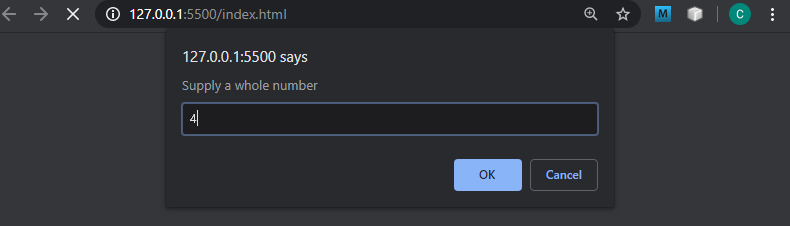 127.0.0.1:5500/index.html
M
C
127.0.0.1:5500 says
Supply a whole number
4
OK
Cancel